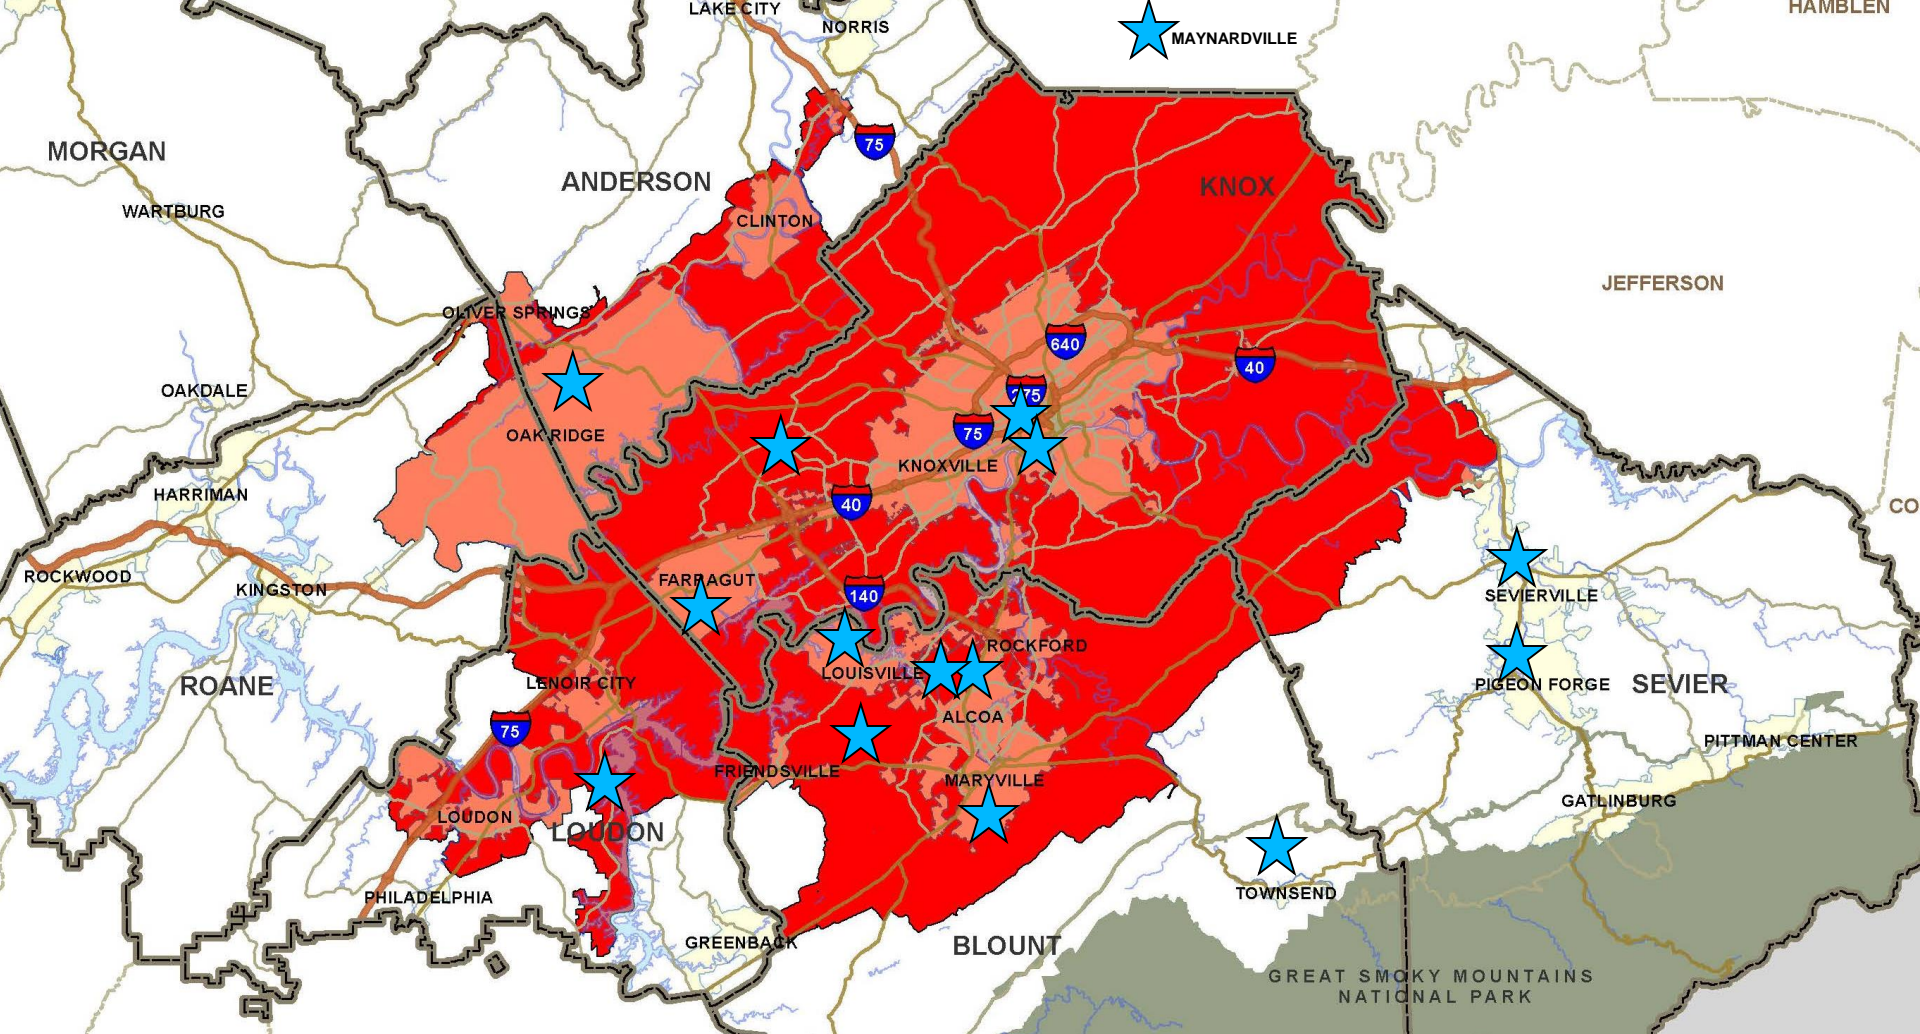 LAKE CITY
NORRIS
HAMBLEN
MAYNARDVILLE
75
MORGAN
ANDERSON
KNOX
WARTBURG
CLINTON
JEFFERSON
OLIVER SPRINGS
640
40
OAKDALE
275
75
OAK RIDGE
KNOXVILLE
HARRIMAN
40
CO
ROCKWOOD
KINGSTON
FARRAGUT
140
SEVIERVILLE
ROCKFORD
LOUISVILLE
ROANE
LENOIR CITY
PIGEON FORGE
SEVIER
75
ALCOA
PITTMAN CENTER
FRIENDSVILLE
MARYVILLE
GATLINBURG
LOUDON
LOUDON
PHILADELPHIA
TOWNSEND
GREENBACK
BLOUNT
GREAT SMOKY MOUNTAINS
NATIONAL PARK